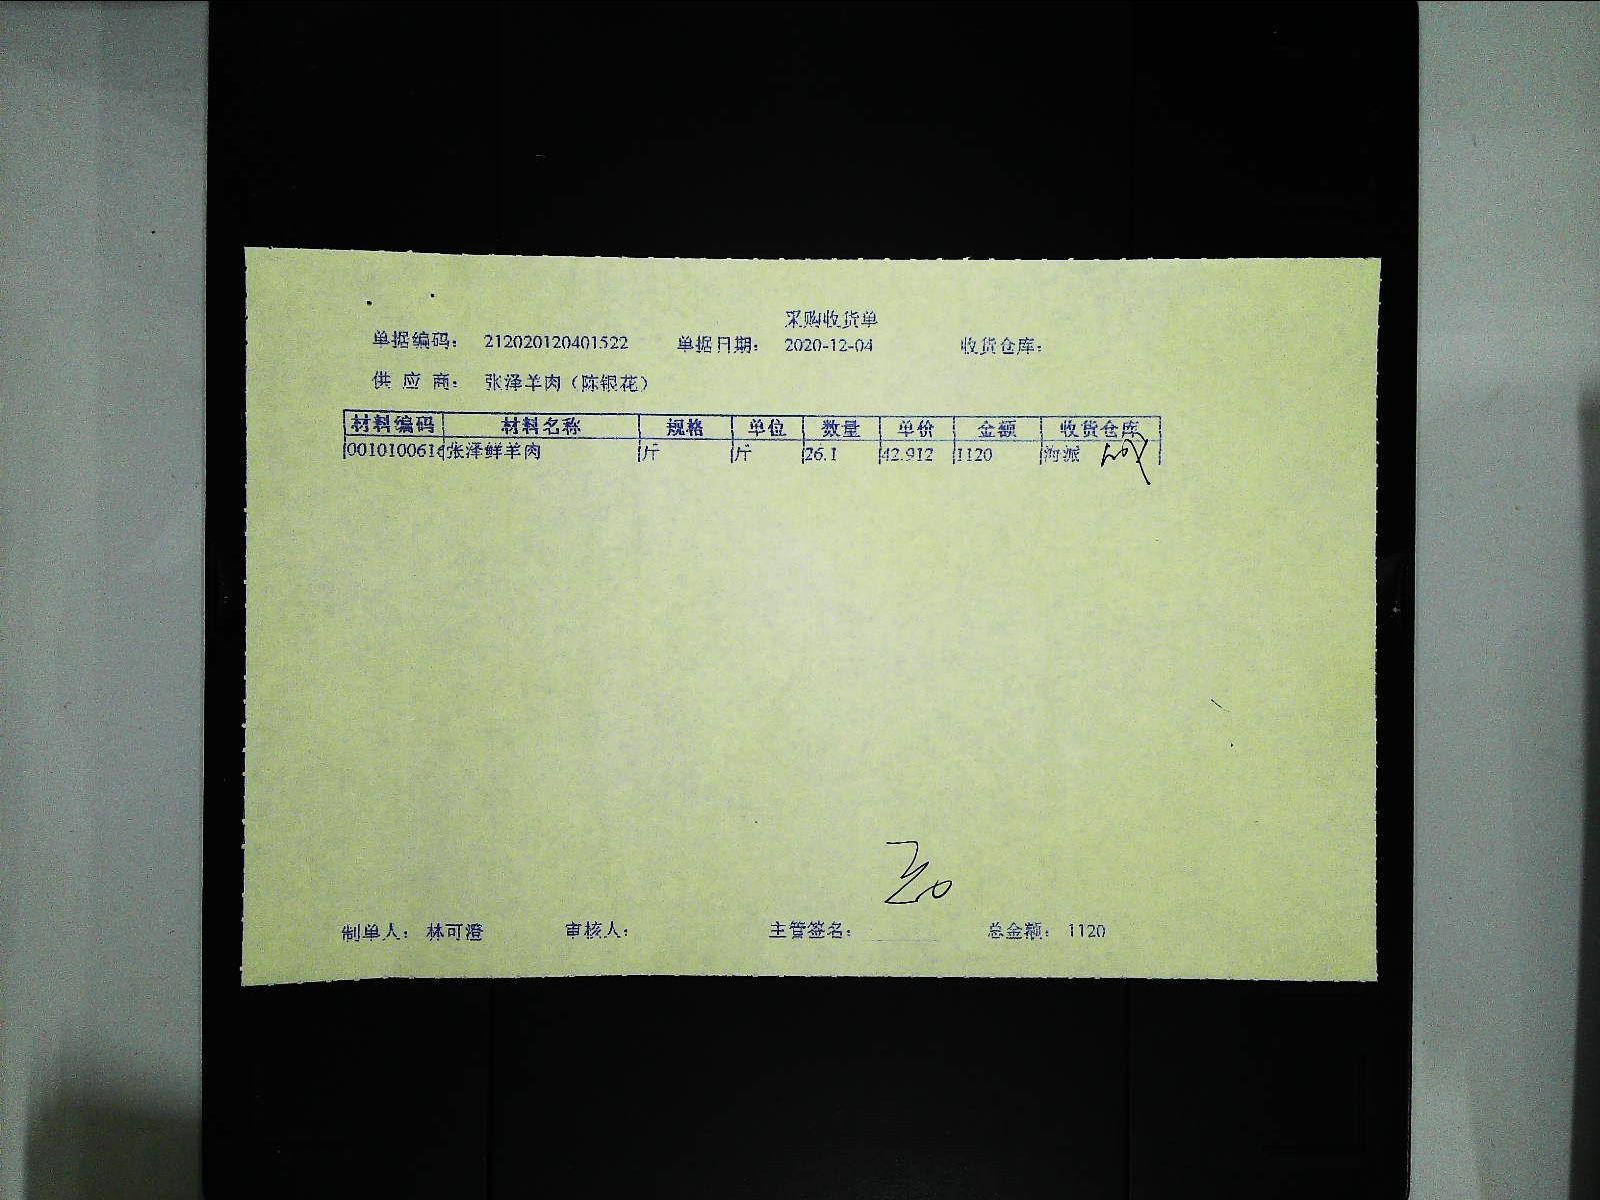 采购收货单
单据编码： 212020120401522 单据日期： 2020-12-04 收货仓库：
供 应 商： 张泽羊肉（陈银花）
材料编码 材料名称 规格 单位 数量 单价 金额 收货仓库
0010100616 张泽鲜羊肉 斤 斤 26.1 42.912 1120 海派
制单人： 林可澄 审核人： 主管签名： 总金额： 1120